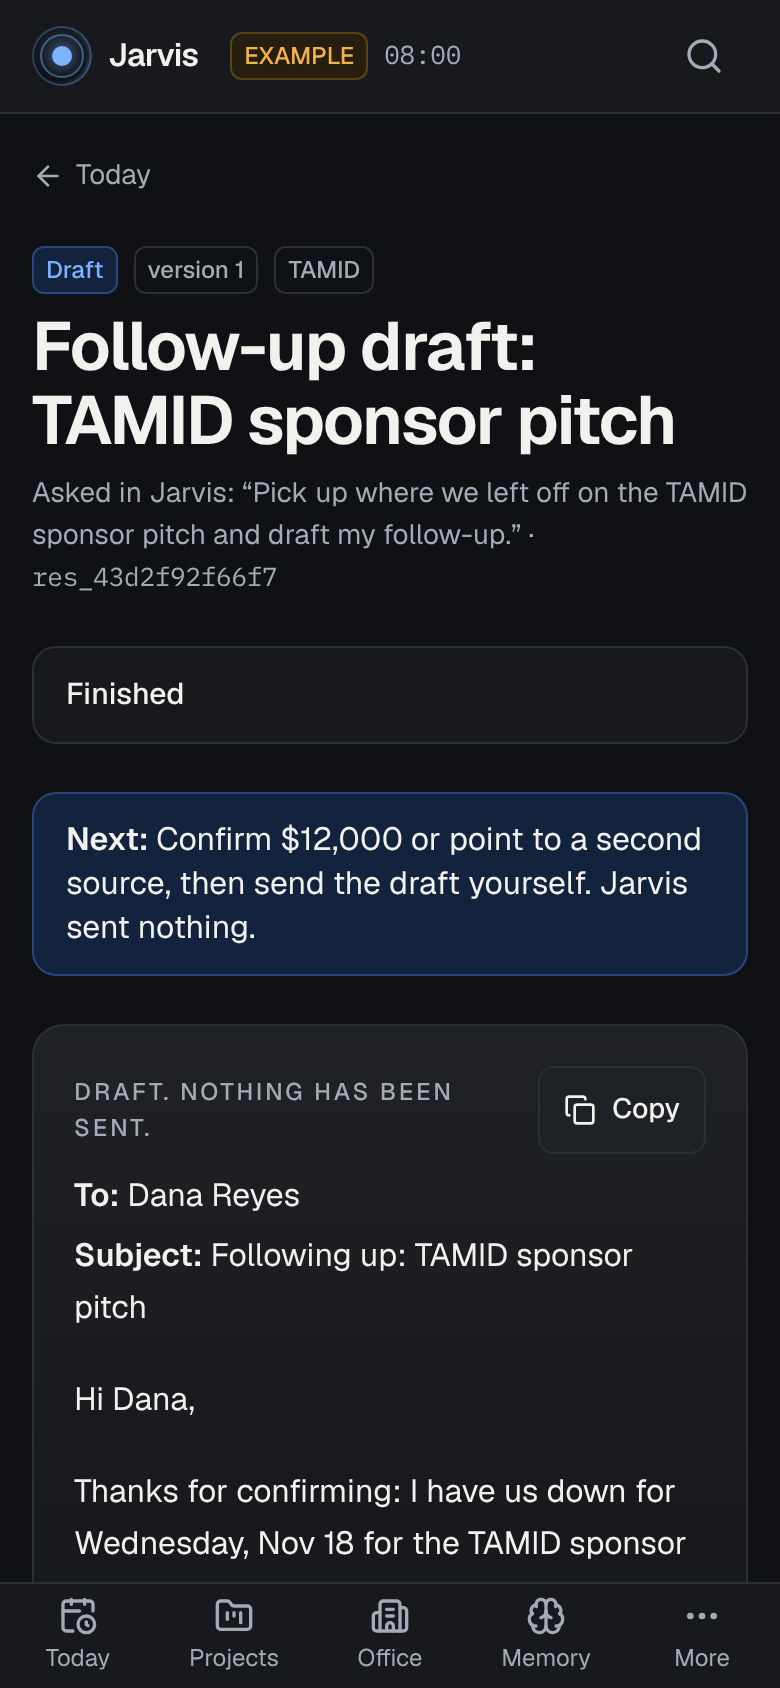 Jarvis EXAMPLE 08:00
Today
Draft version 1 TAMID
Follow-up draft:
TAMID sponsor pitch
Asked in Jarvis: “Pick up where we left off on the TAMID
sponsor pitch and draft my follow-up.” ·
res_43d2f92f66f7
Finished
Next: Confirm $12,000 or point to a second
source, then send the draft yourself. Jarvis
sent nothing.
DRAFT. NOTHING HAS BEEN
SENT.
Copy
To: Dana Reyes
Subject: Following up: TAMID sponsor
pitch
Hi Dana,
Thanks for confirming: I have us down for
Wednesday, Nov 18 for the TAMID sponsor
Today Projects Office Memory More